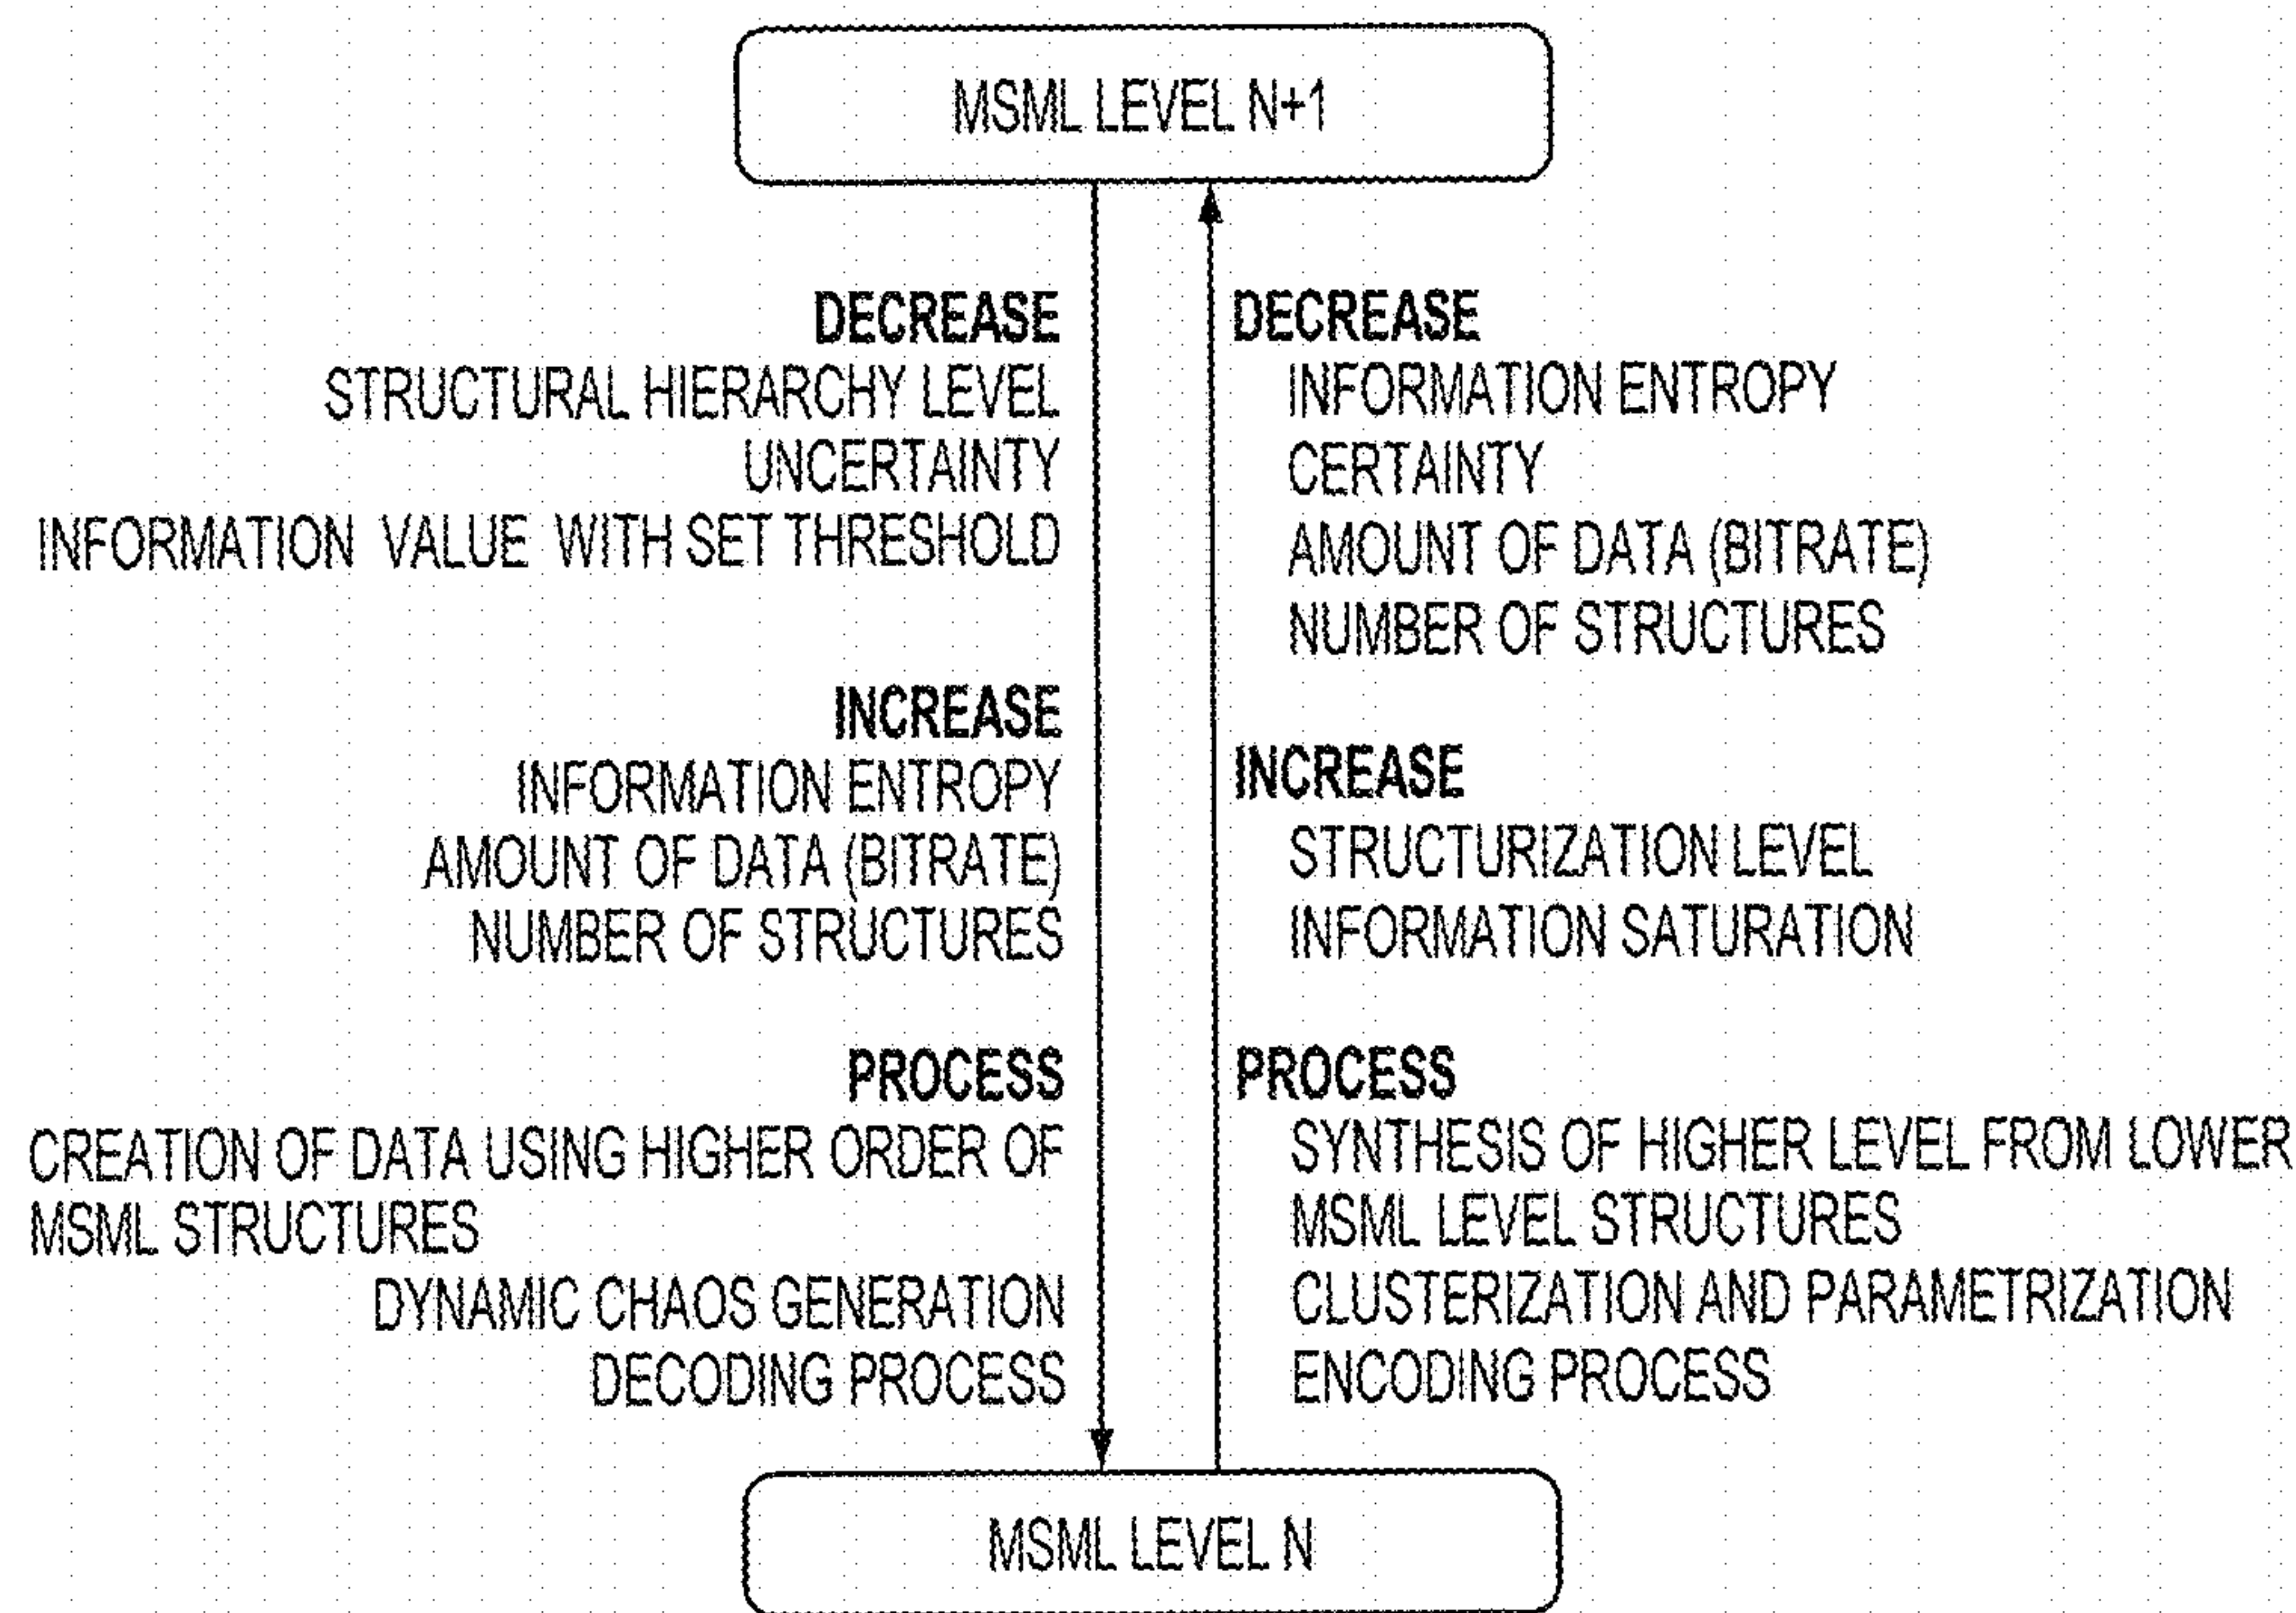 MSML LEVEL N+1
DECREASE
STRUCTURAL HIERARCHY LEVEL
UNCERTAINTY
INFORMATION VALUE WITH SET THRESHOLD
INCREASE
INFORMATION ENTROPY
AMOUNT OF DATA (BITRATE)
NUMBER OF STRUCTURES
PROCESS
CREATION OF DATA USING HIGHER ORDER OF
MSML STRUCTURES
DYNAMIC CHAOS GENERATION
DECODING PROCESS
DECREASE
INFORMATION ENTROPY
CERTAINTY
AMOUNT OF DATA (BITRATE)
NUMBER OF STRUCTURES
INCREASE
STRUCTURIZATION LEVEL
INFORMATION SATURATION
PROCESS
SYNTHESIS OF HIGHER LEVEL FROM LOWER
MSML LEVEL STRUCTURES
CLUSTERIZATION AND PARAMETRIZATION
ENCODING PROCESS
MSML LEVEL N